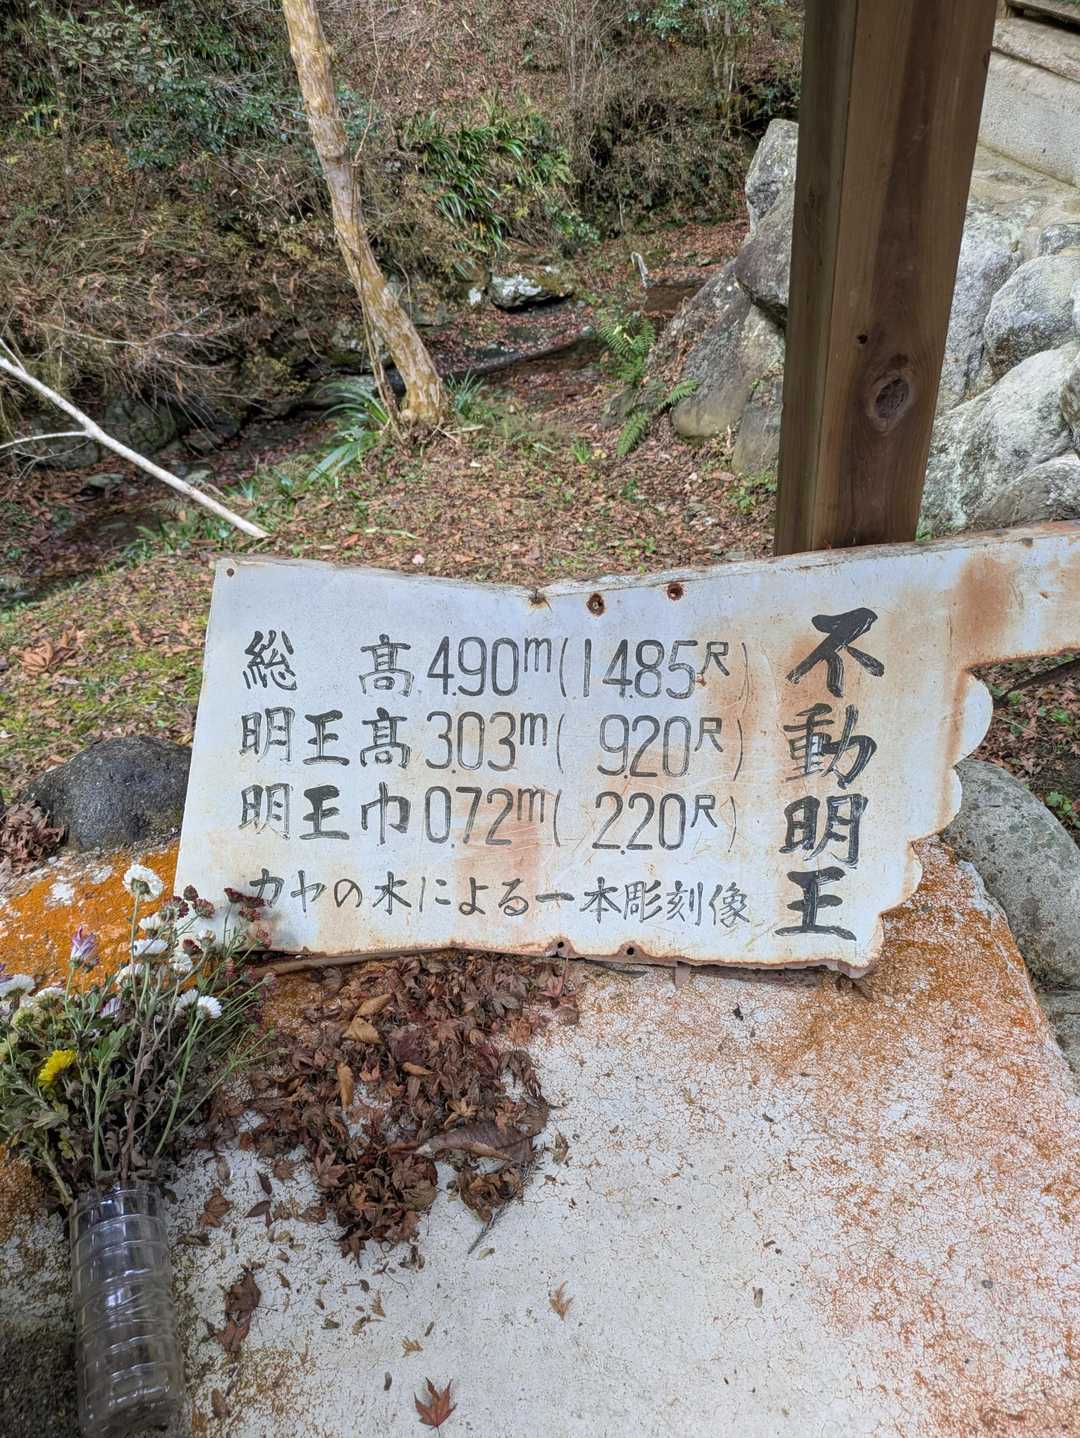 不動明王
総高 4.90m(14.85尺)
明王高 3.03m(9.20尺)
明王巾 0.72m(2.20尺)
カヤの木による一本彫刻像